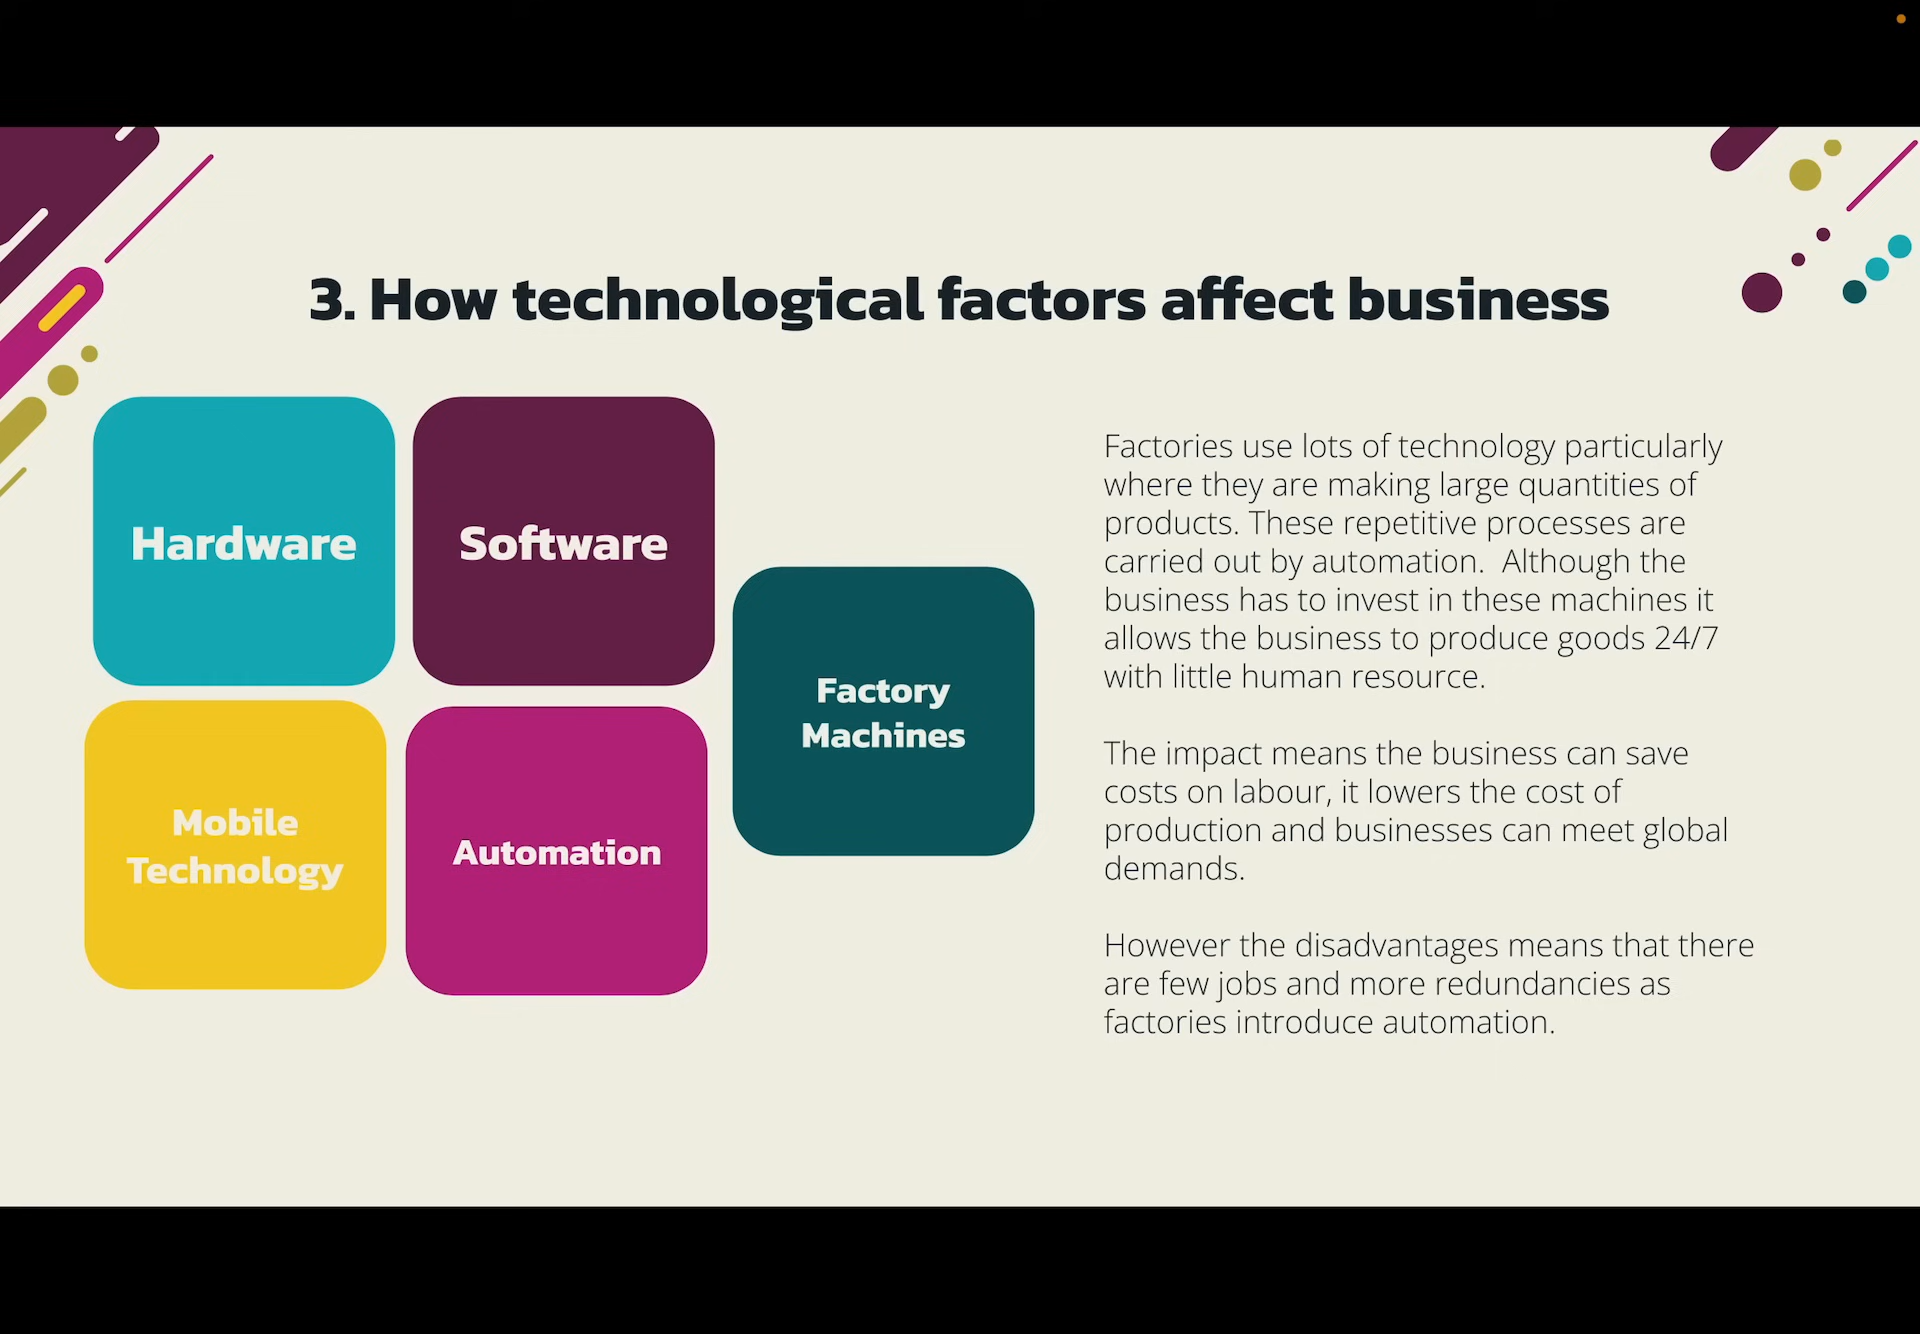 3. How technological factors affect business
Hardware
Software
Mobile
Technology
Automation
Factory
Machines
Factories use lots of technology particularly
where they are making large quantities of
products. These repetitive processes are
carried out by automation.  Although the
business has to invest in these machines it
allows the business to produce goods 24/7
with little human resource.
The impact means the business can save
costs on labour, it lowers the cost of
production and businesses can meet global
demands.
However the disadvantages means that there
are few jobs and more redundancies as
factories introduce automation.